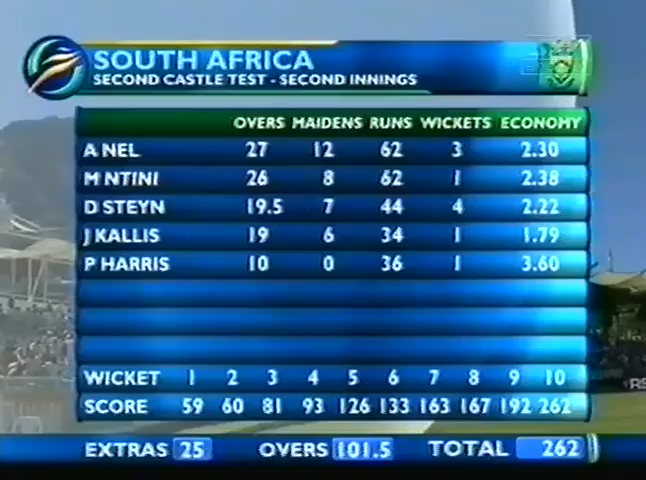 SOUTH AFRICA
SECOND CASTLE TEST - SECOND INNINGS
OVERS MAIDENS RUNS WICKETS ECONOMY
A NEL 27 12 62 3 2.30
M NTINI 26 8 62 1 2.38
D STEYN 19.5 7 44 4 2.22
J KALLIS 19 6 34 1 1.79
P HARRIS 10 0 36 1 3.60
WICKET 1 2 3 4 5 6 7 8 9 10
SCORE 59 60 81 93 126 133 163 167 192 262
EXTRAS 25 OVERS 101.5 TOTAL 262